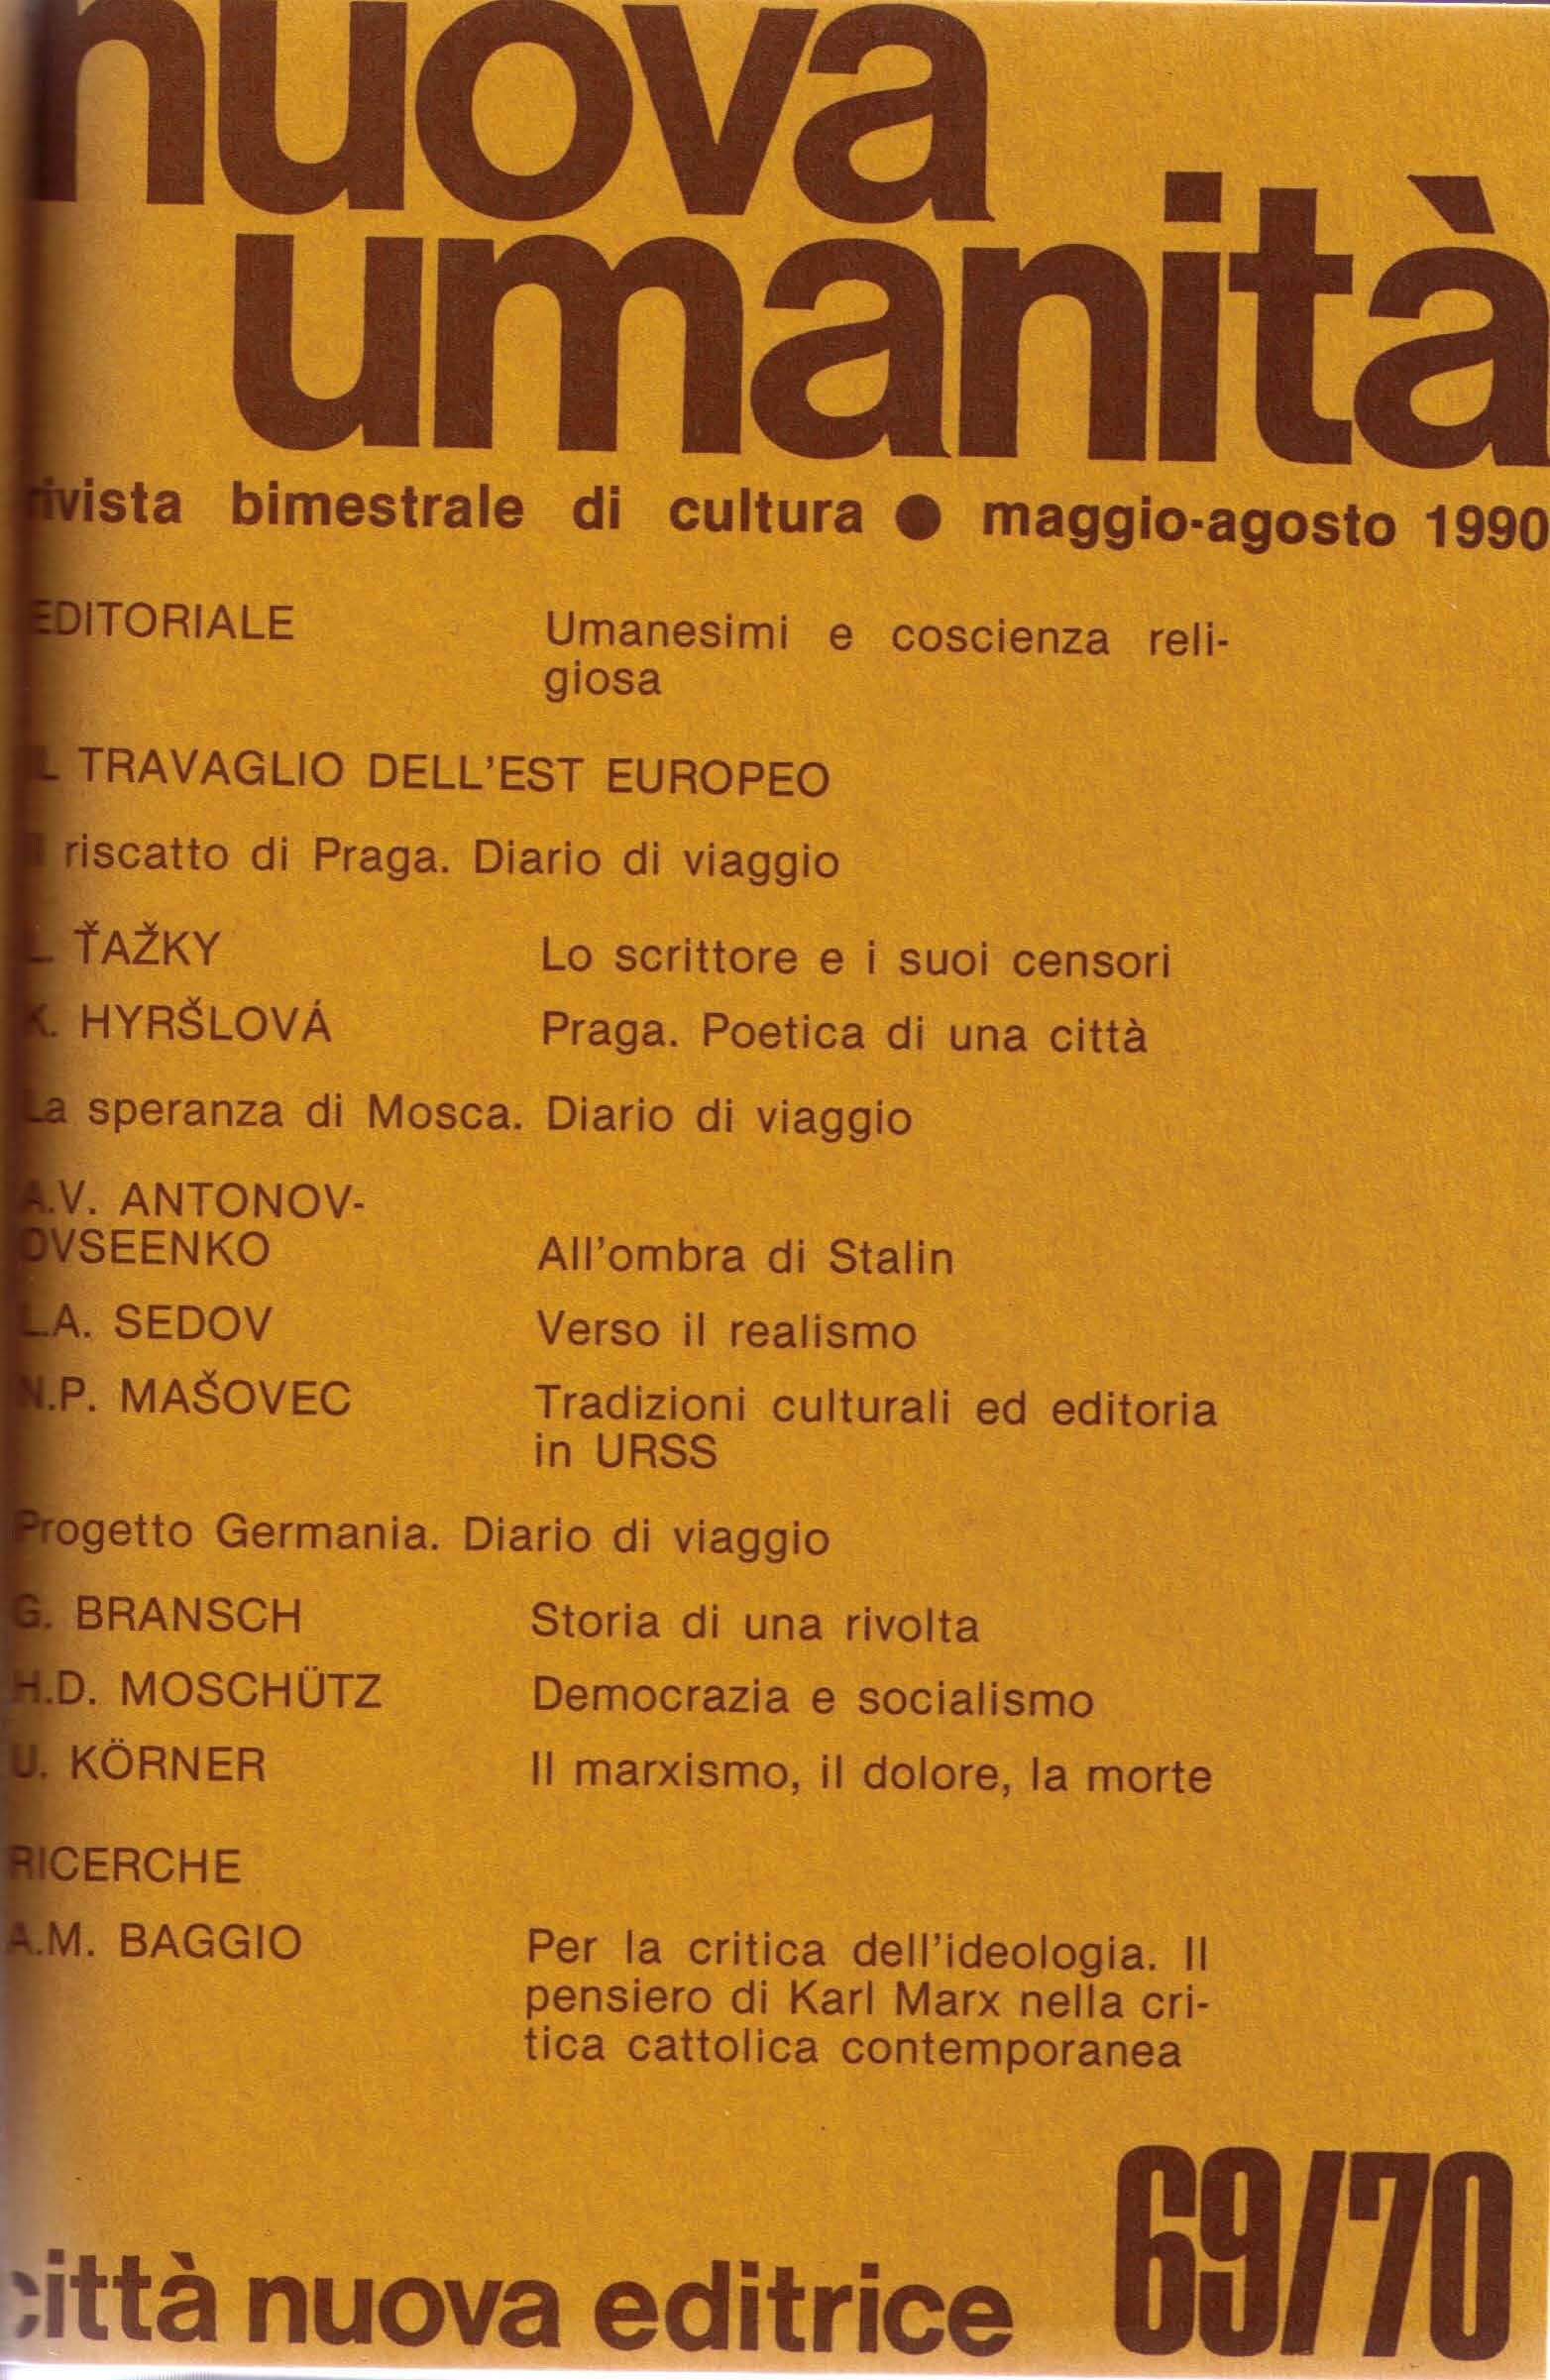 nuova
umanità
rivista bimestrale di cultura ● maggio-agosto 1990
EDITORIALE Umanesimi e coscienza reli-
giosa
IL TRAVAGLIO DELL'EST EUROPEO
Il riscatto di Praga. Diario di viaggio
L. ŤAŽKY Lo scrittore e i suoi censori
K. HYRŠLOVÁ Praga. Poetica di una città
La speranza di Mosca. Diario di viaggio
A.V. ANTONOV-
OVSEENKO All'ombra di Stalin
L.A. SEDOV Verso il realismo
N.P. MAŠOVEC Tradizioni culturali ed editoria
in URSS
Progetto Germania. Diario di viaggio
G. BRANSCH Storia di una rivolta
H.D. MOSCHÜTZ Democrazia e socialismo
U. KÖRNER Il marxismo, il dolore, la morte
RICERCHE
A.M. BAGGIO Per la critica dell'ideologia. Il
pensiero di Karl Marx nella cri-
tica cattolica contemporanea
città nuova editrice 69/70